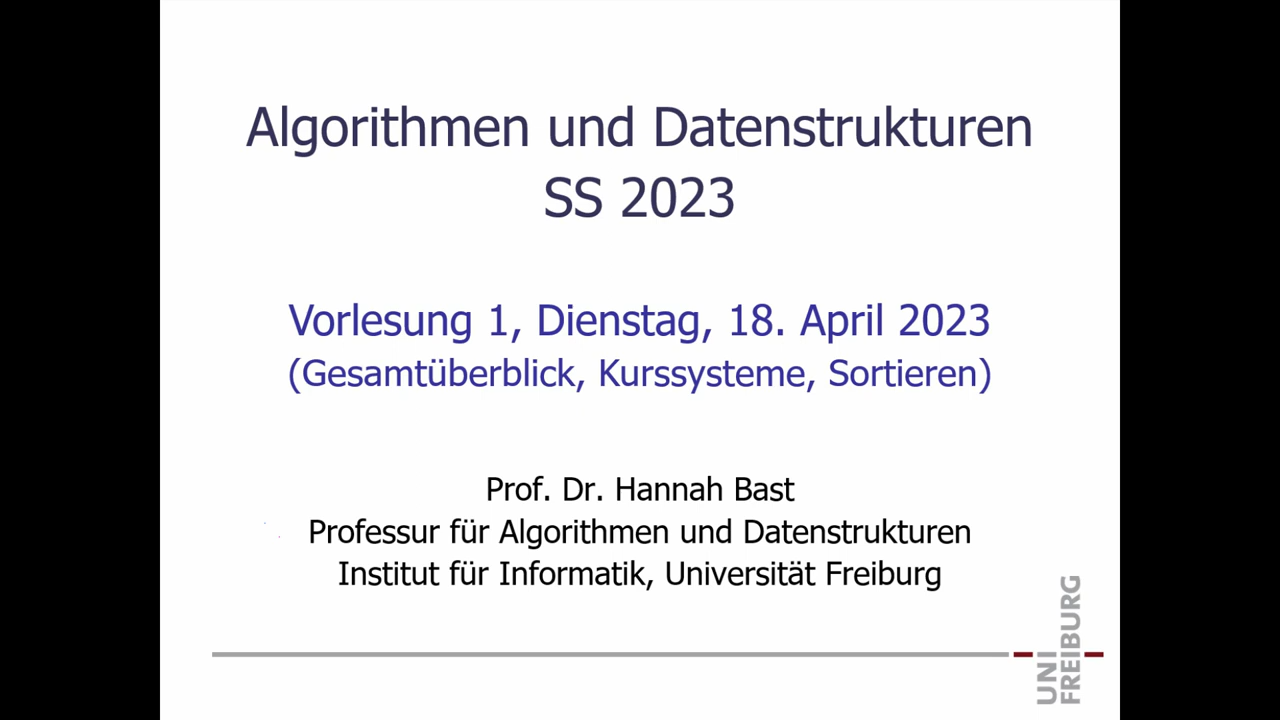 Algorithmen und Datenstrukturen
SS 2023
Vorlesung 1, Dienstag, 18. April 2023
(Gesamtüberblick, Kurssysteme, Sortieren)
Prof. Dr. Hannah Bast
Professur für Algorithmen und Datenstrukturen
Institut für Informatik, Universität Freiburg
UNI
FREIBURG